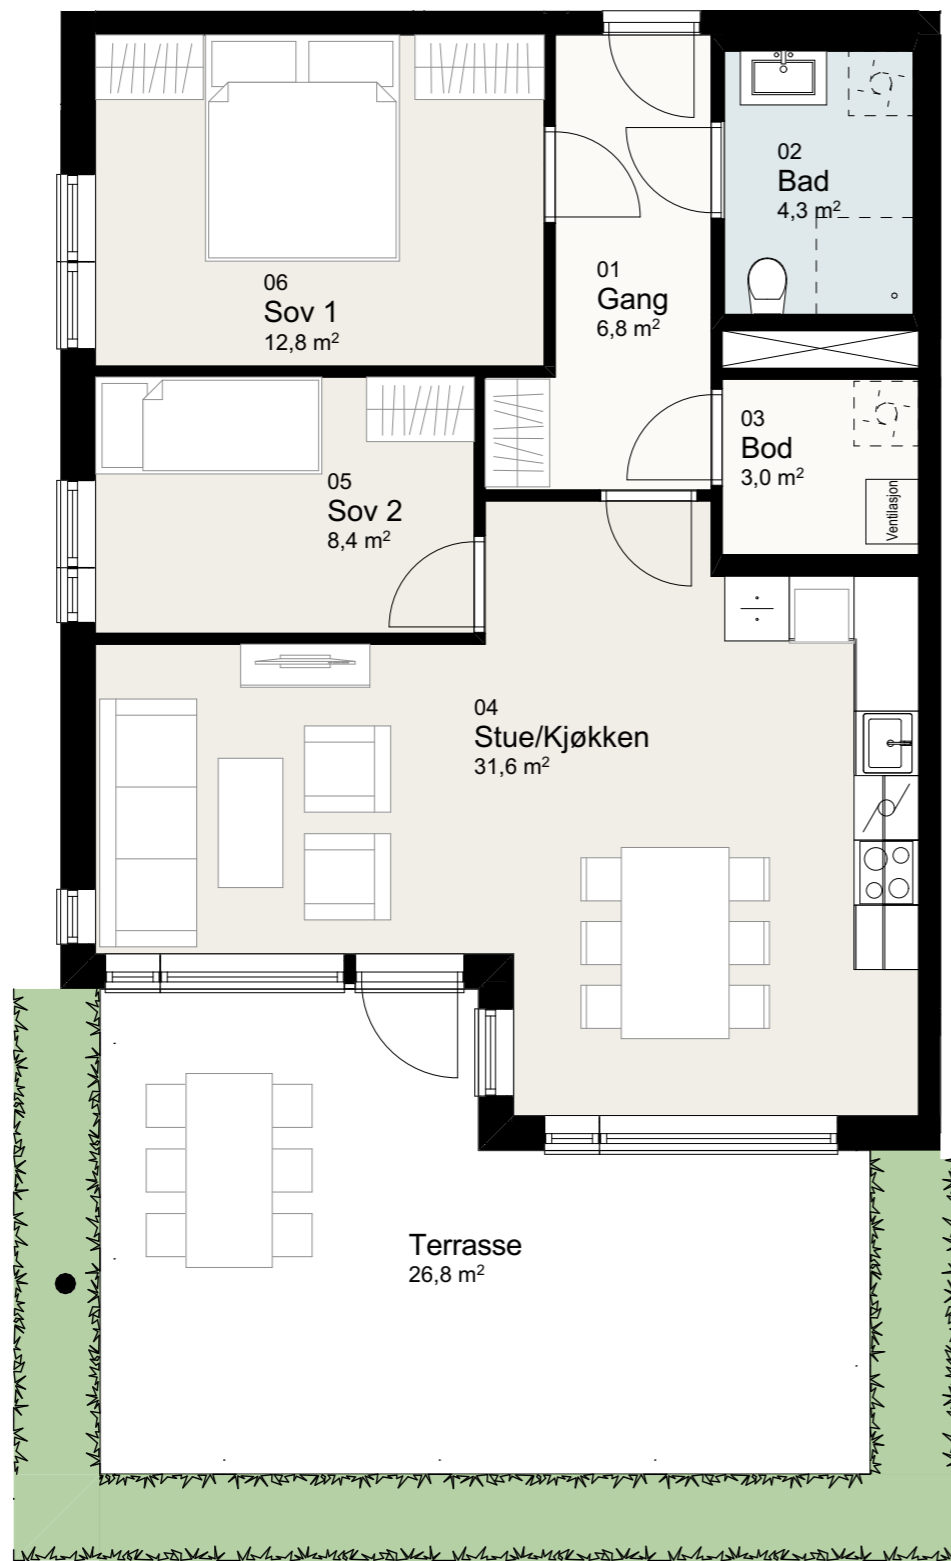 02
Bad
4,3 m²
01
Gang
6,8 m²
06
Sov 1
12,8 m²
03
Bod
3,0 m²
Ventilasjon
05
Sov 2
8,4 m²
04
Stue/Kjøkken
31,6 m²
Terrasse
26,8 m²